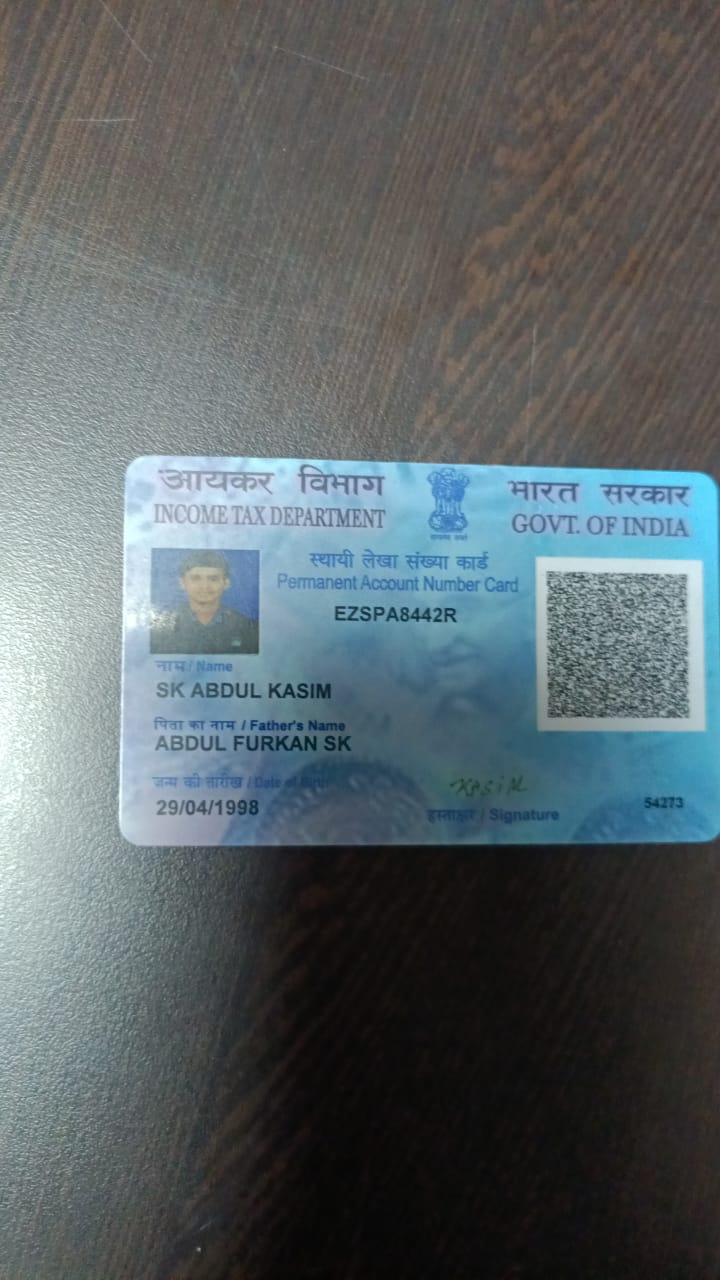 आयकर विभाग
INCOME TAX DEPARTMENT
भारत सरकार
GOVT. OF INDIA
स्थायी लेखा संख्या कार्ड
Permanent Account Number Card
EZSPA8442R
नाम / Name
SK ABDUL KASIM
पिता का नाम / Father's Name
ABDUL FURKAN SK
जन्म की तारीख / Date of Birth
29/04/1998
KASIM
हस्ताक्षर / Signature
54273